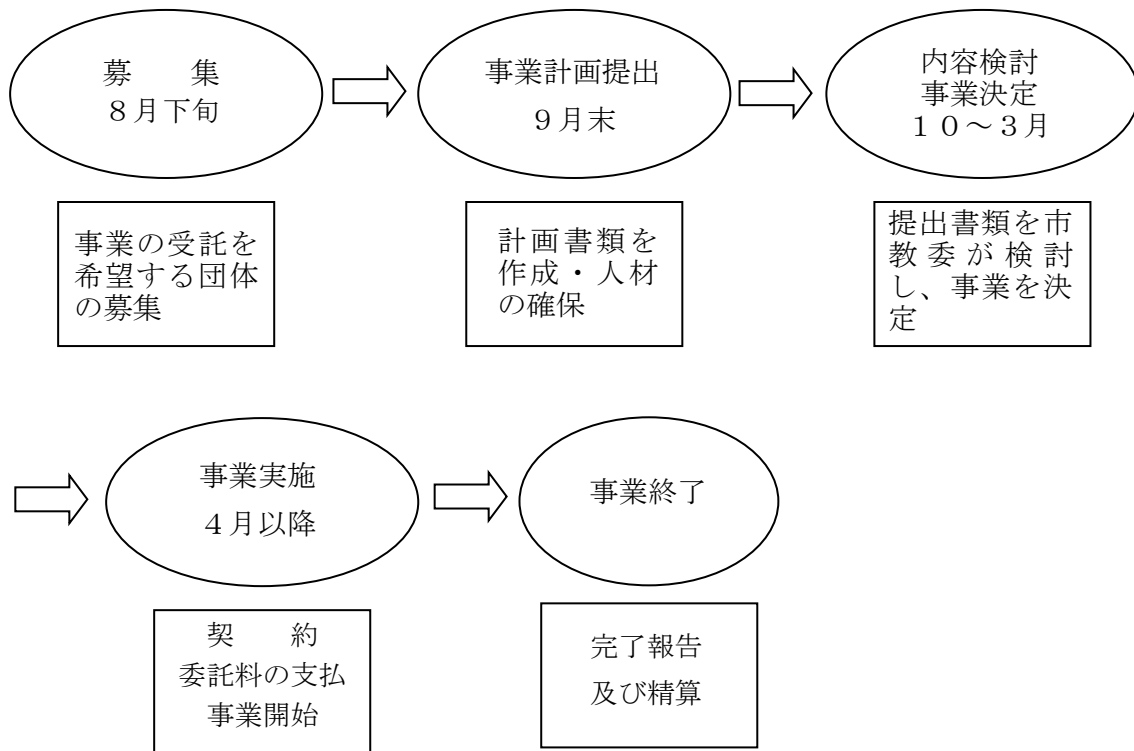 募　　集
８月下旬
事業計画提出
９月末
内容検討
事業決定
１０～３月
事業の受託を
希望する団体
の募集
計画書類を
作成・人材
の確保
提出書類を市
教委が検討
し、事業を決
定
事業実施
４月以降
事業終了
契　　約
委託料の支払
事業開始
完了報告
及び精算